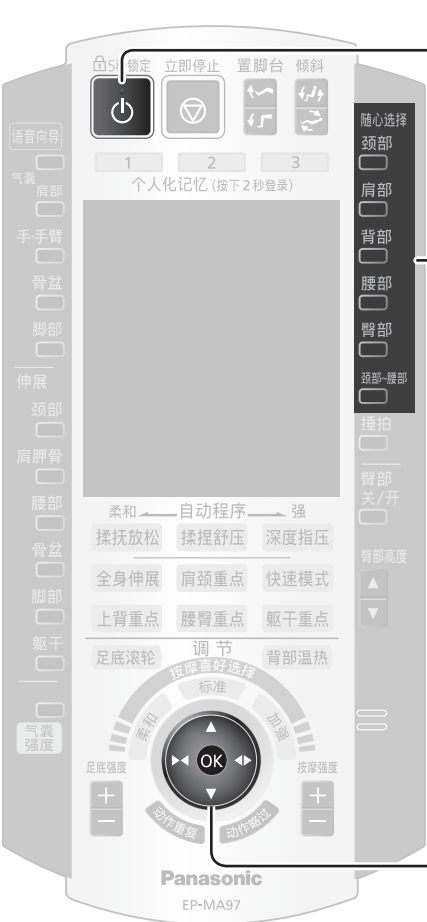 5秒锁定 立即停止 置脚台 倾斜
1 2 3
个人化记忆(按下2秒登录)
语音向导
气囊
肩部
手·手臂
骨盆
脚部
伸展
颈部
肩胛骨
腰部
骨盆
脚部
躯干
气囊
强度
随心选择
颈部
肩部
背部
腰部
臀部
颈部~腰部
捶拍
臀部
关/开
臀部高度
柔和 自动程序 强
揉抚放松 揉捏舒压 深度指压
全身伸展 肩颈重点 快速模式
上背重点 腰臀重点 躯干重点
足底滚轮 调节 背部温热
按摩喜好选择
标准
柔和 加强
足底强度 OK 按摩强度
+ +
− −
动作重复 动作略过
Panasonic
EP-MA97